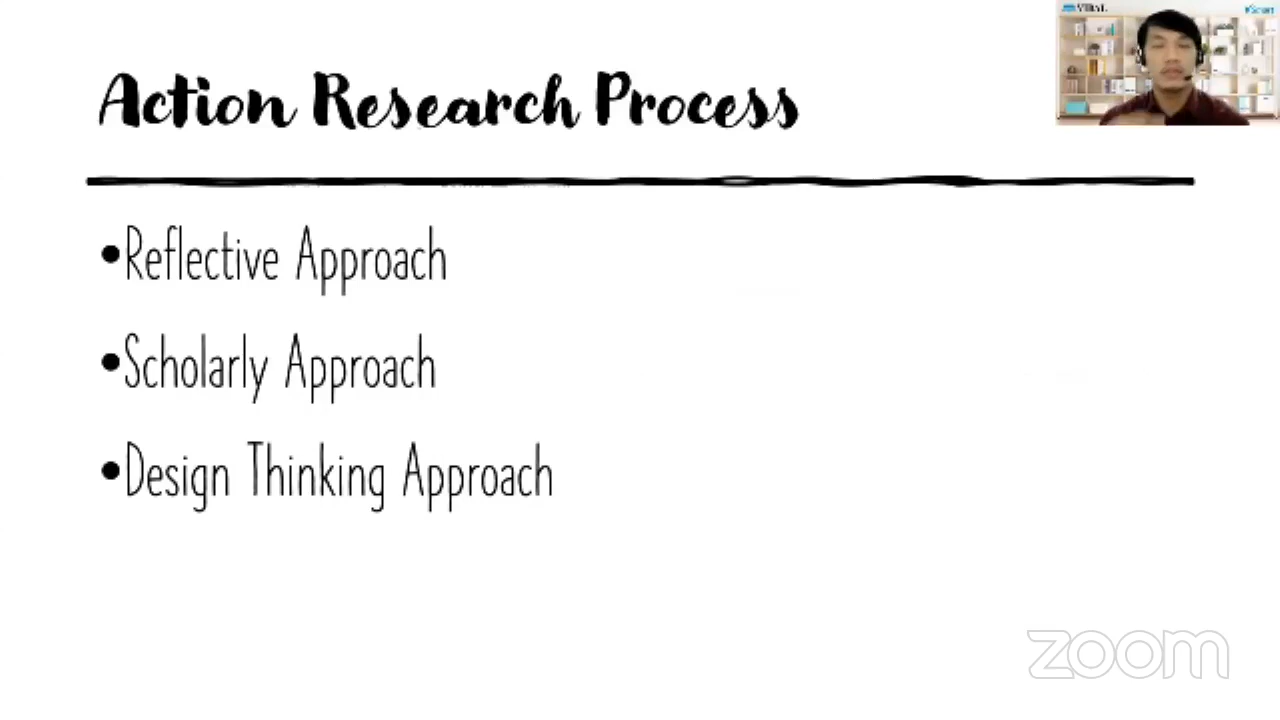 Action Research Process
•Reflective Approach
•Scholarly Approach
•Design Thinking Approach
zoom